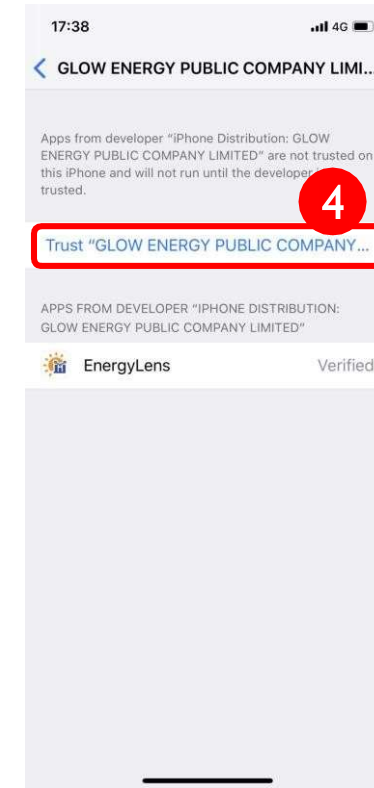 17:38 4G
GLOW ENERGY PUBLIC COMPANY LIMI...
Apps from developer "iPhone Distribution: GLOW
ENERGY PUBLIC COMPANY LIMITED" are not trusted on
this iPhone and will not run until the developer
trusted.
4
Trust "GLOW ENERGY PUBLIC COMPANY...
APPS FROM DEVELOPER "IPHONE DISTRIBUTION:
GLOW ENERGY PUBLIC COMPANY LIMITED"
EnergyLens Verified